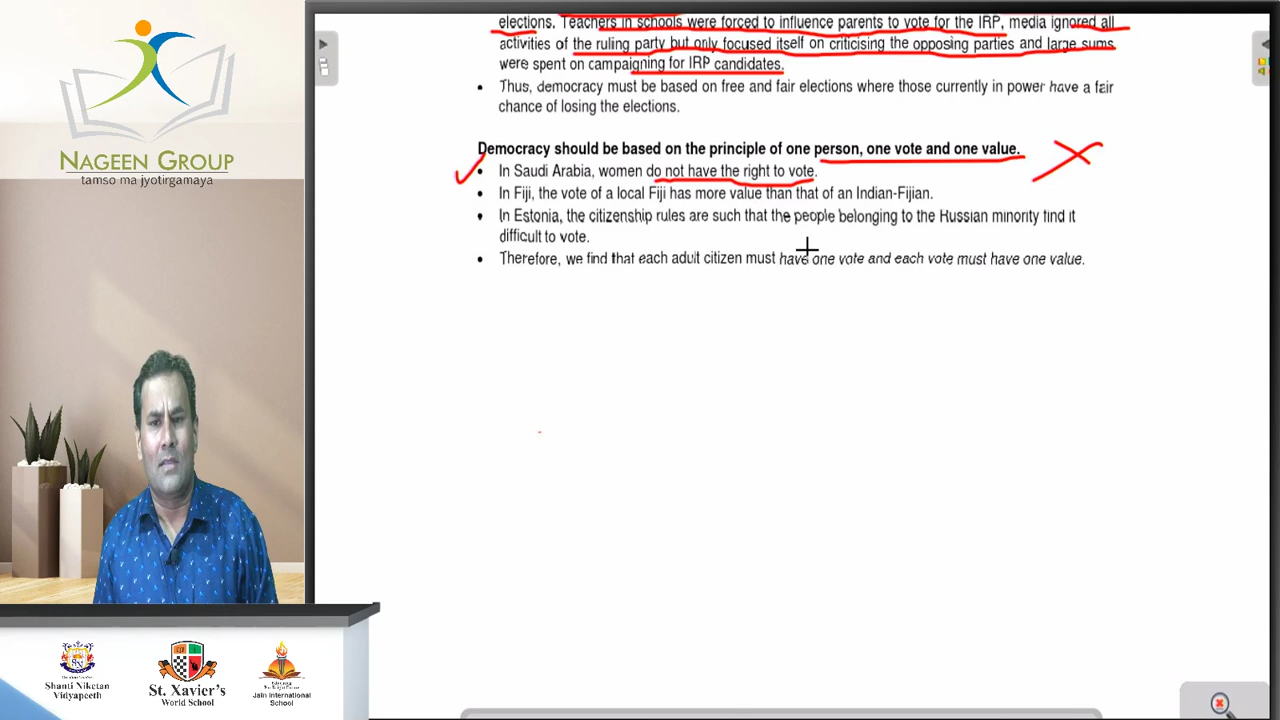 elections. Teachers in schools were forced to influence parents to vote for the IRP, media ignored all
activities of the ruling party but only focused itself on criticising the opposing parties and large sums
were spent on campaigning for IRP candidates.
• Thus, democracy must be based on free and fair elections where those currently in power have a fair
chance of losing the elections.
Democracy should be based on the principle of one person, one vote and one value.
• In Saudi Arabia, women do not have the right to vote.
• In Fiji, the vote of a local Fiji has more value than that of an Indian-Fijian.
• In Estonia, the citizenship rules are such that the people belonging to the Russian minority find it
difficult to vote.
• Therefore, we find that each adult citizen must have one vote and each vote must have one value.
NAGEEN GROUP
tamso ma jyotirgamaya
Shanti Niketan
Vidyapeeth
St. Xavier's
World School
Jain International
School